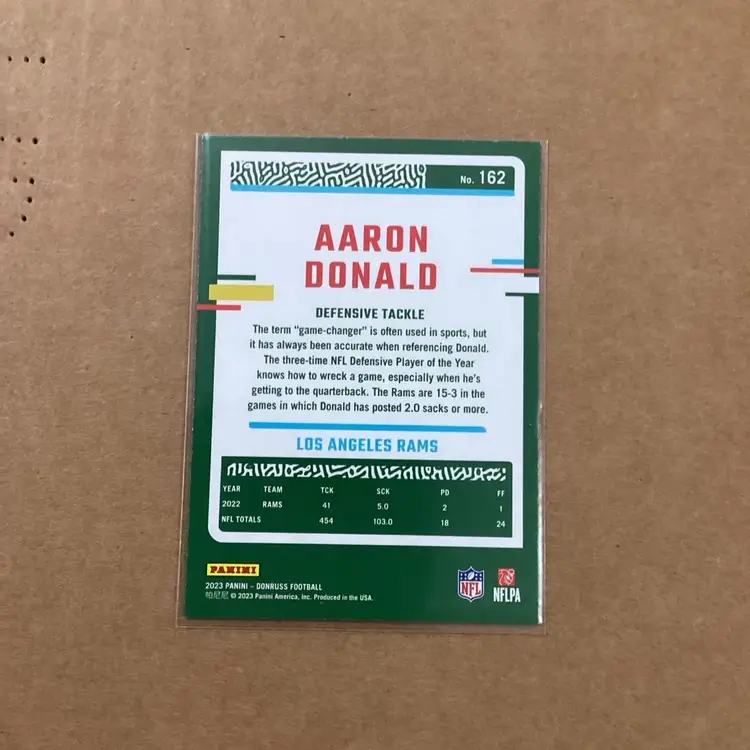 No. 162
AARON
DONALD
DEFENSIVE TACKLE
The term "game-changer" is often used in sports, but
it has always been accurate when referencing Donald.
The three-time NFL Defensive Player of the Year
knows how to wreck a game, especially when he's
getting to the quarterback. The Rams are 15-3 in the
games in which Donald has posted 2.0 sacks or more.
LOS ANGELES RAMS
YEAR TEAM TCK SCK PD FF
2022 RAMS 41 5.0 2 1
NFL TOTALS 454 103.0 18 24
PANINI
2023 PANINI – DONRUSS FOOTBALL
帕尼尼 © 2023 Panini America, Inc. Produced in the USA.
NFL
NFLPA